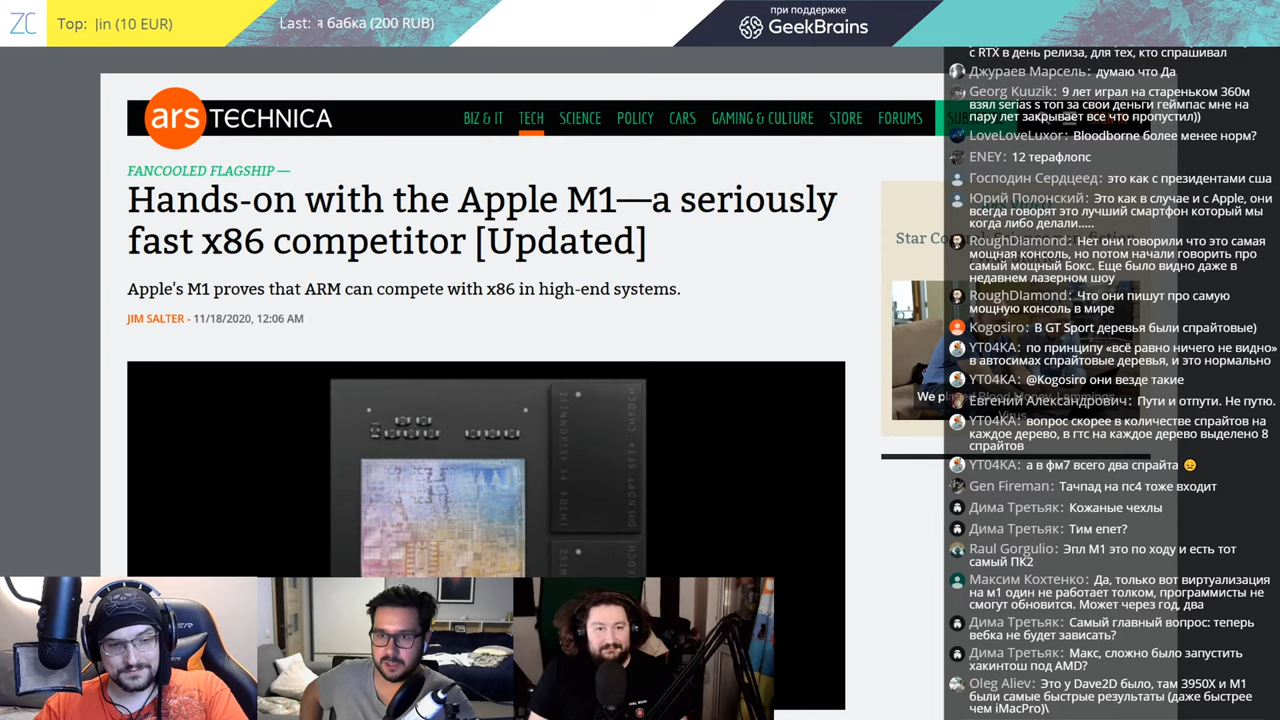 ZC
Top: jin (10 EUR)
Last: а бабка (200 RUB)
при поддержке
GeekBrains
ars TECHNICA
BIZ & IT TECH SCIENCE POLICY CARS GAMING & CULTURE STORE FORUMS
FANCOOLED FLAGSHIP —
Hands-on with the Apple M1—a seriously
fast x86 competitor [Updated]
Apple's M1 proves that ARM can compete with x86 in high-end systems.
JIM SALTER - 11/18/2020, 12:06 AM
с RTX в день релиза, для тех, кто спрашивал
Джураев Марсель: думаю что Да
Georg Kuuzik: 9 лет играл на стареньком 360м
взял serias s топ за свои деньги геймпас мне на
пару лет закрывает все что пропустил))
LoveLoveLuxor: Bloodborne более менее норм?
ENEY: 12 терафлопс
Господин Сердцеед: это как с президентами сша
Юрий Полонский: Это как в случае и с Apple, они
всегда говорят это лучший смартфон который мы
когда либо делали.....
RoughDIamond: Нет они говорили что это самая
мощная консоль, но потом начали говорить про
самый мощный Бокс. Еще было видно даже в
недавнем лазерном шоу
RoughDIamond: Что они пишут про самую
мощную консоль в мире
Kogosiro: В GT Sport деревья были спрайтовые)
YT04KA: по принципу «всё равно ничего не видно»
в автосимах спрайтовые деревья, и это нормально
YT04KA: @Kogosiro они везде такие
Евгений Александрович: Пути и отпути. Не путю.
YT04KA: вопрос скорее в количестве спрайтов на
каждое дерево, в гтс на каждое дерево выделено 8
спрайтов
YT04KA: а в фм7 всего два спрайта 😔
Gen Fireman: Тачпад на пс4 тоже входит
Дима Третьяк: Кожаные чехлы
Дима Третьяк: Тим епет?
Raul Gorgulio: Эпл М1 это по ходу и есть тот
самый ПК2
Максим Кохтенко: Да, только вот виртуализация
на м1 один не работает толком, программисты не
смогут обновится. Может через год, два
Дима Третьяк: Самый главный вопрос: теперь
вебка не будет зависать?
Дима Третьяк: Макс, сложно было запустить
хакинтош под AMD?
Oleg Aliev: Это у Dave2D было, там 3950X и M1
были самые быстрые результаты (даже быстрее
чем iMacPro)\